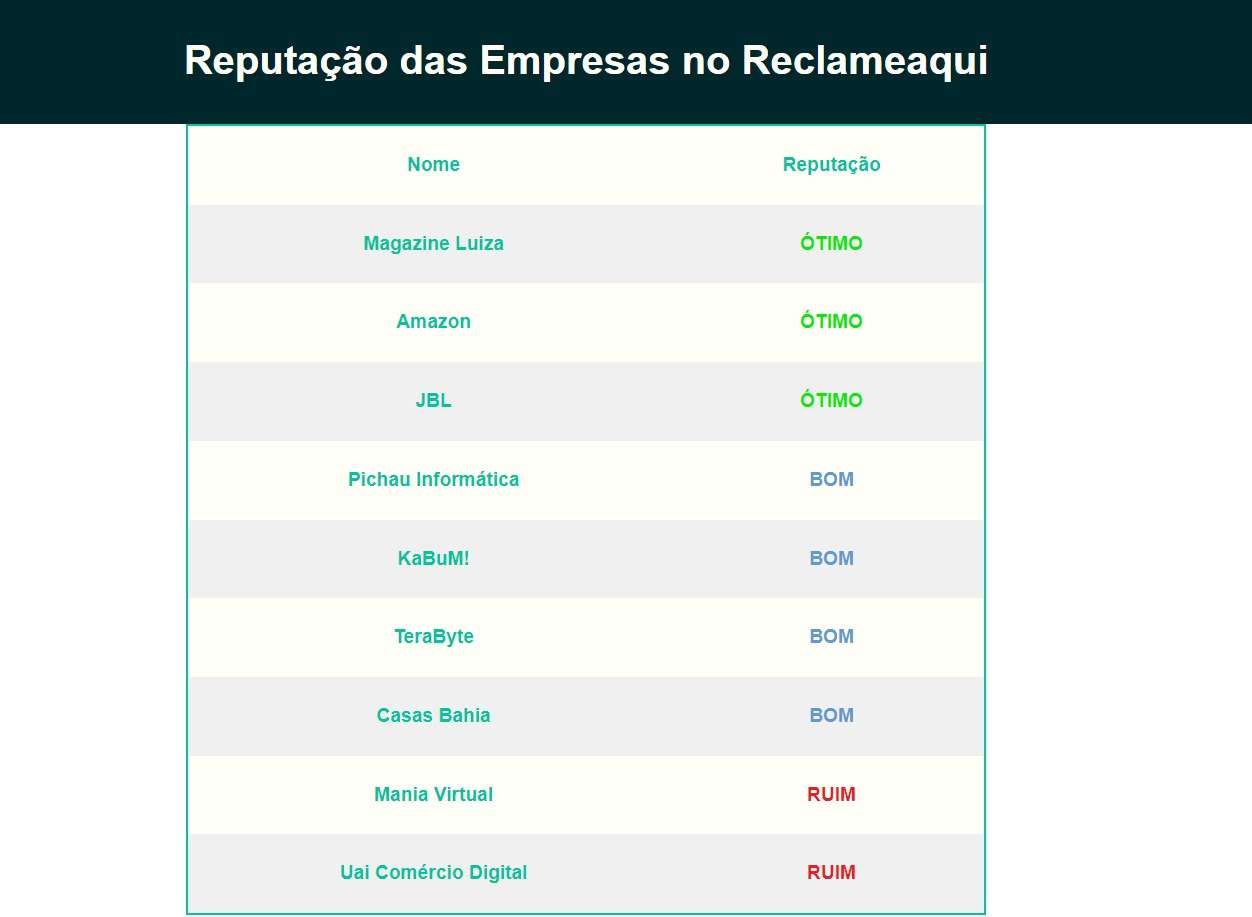 Reputação das Empresas no Reclameaqui
Nome Reputação
Magazine Luiza ÓTIMO
Amazon ÓTIMO
JBL ÓTIMO
Pichau Informática BOM
KaBuM! BOM
TeraByte BOM
Casas Bahia BOM
Mania Virtual RUIM
Uai Comércio Digital RUIM